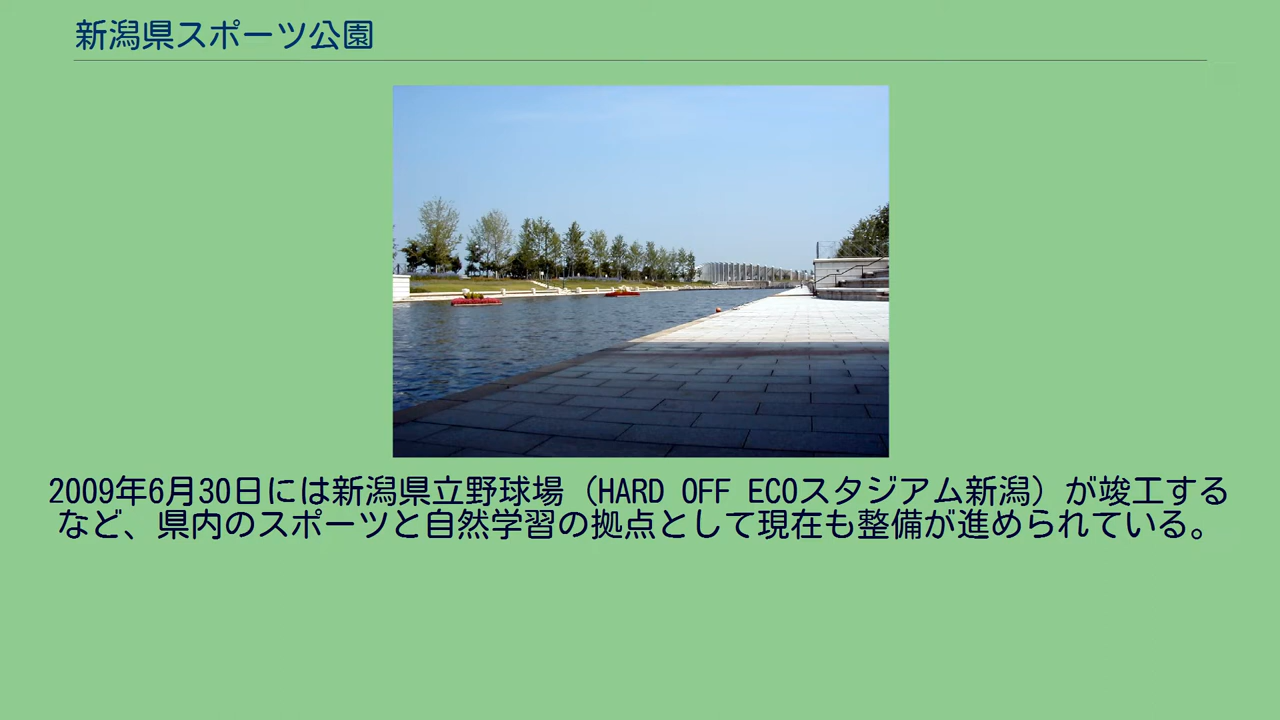 新潟県スポーツ公園
2009年6月30日には新潟県立野球場（HARD OFF ECOスタジアム新潟）が竣工する
など、県内のスポーツと自然学習の拠点として現在も整備が進められている。